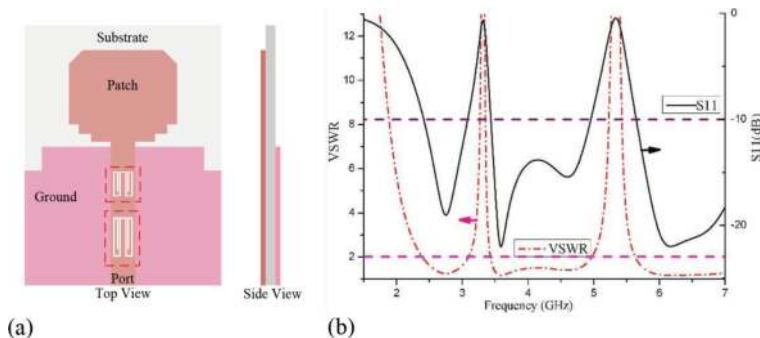 Substrate
Patch
Ground
Port
Top View
Side View
(a)
12
10
8
6
4
2
VSWR
S11
VSWR
0
-10
-20
S11(dB)
2
3
4
5
6
7
Frequency (GHz)
(b)